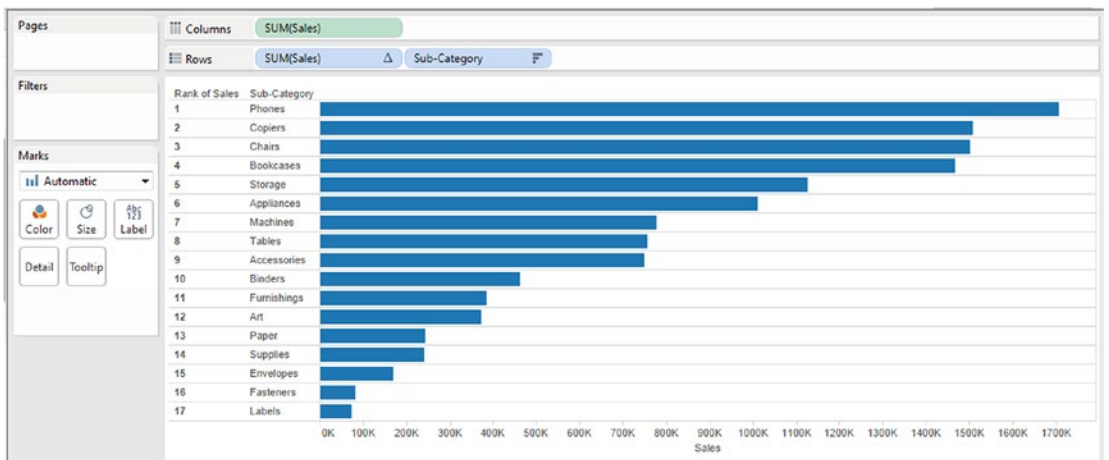 Pages
Columns SUM(Sales)
Rows SUM(Sales) Δ Sub-Category
Filters
Marks
Automatic
Color Size Abc 123 Label
Detail Tooltip
Rank of Sales Sub-Category
1 Phones
2 Copiers
3 Chairs
4 Bookcases
5 Storage
6 Appliances
7 Machines
8 Tables
9 Accessories
10 Binders
11 Furnishings
12 Art
13 Paper
14 Supplies
15 Envelopes
16 Fasteners
17 Labels
0K 100K 200K 300K 400K 500K 600K 700K 800K 900K 1000K 1100K 1200K 1300K 1400K 1500K 1600K 1700K
Sales